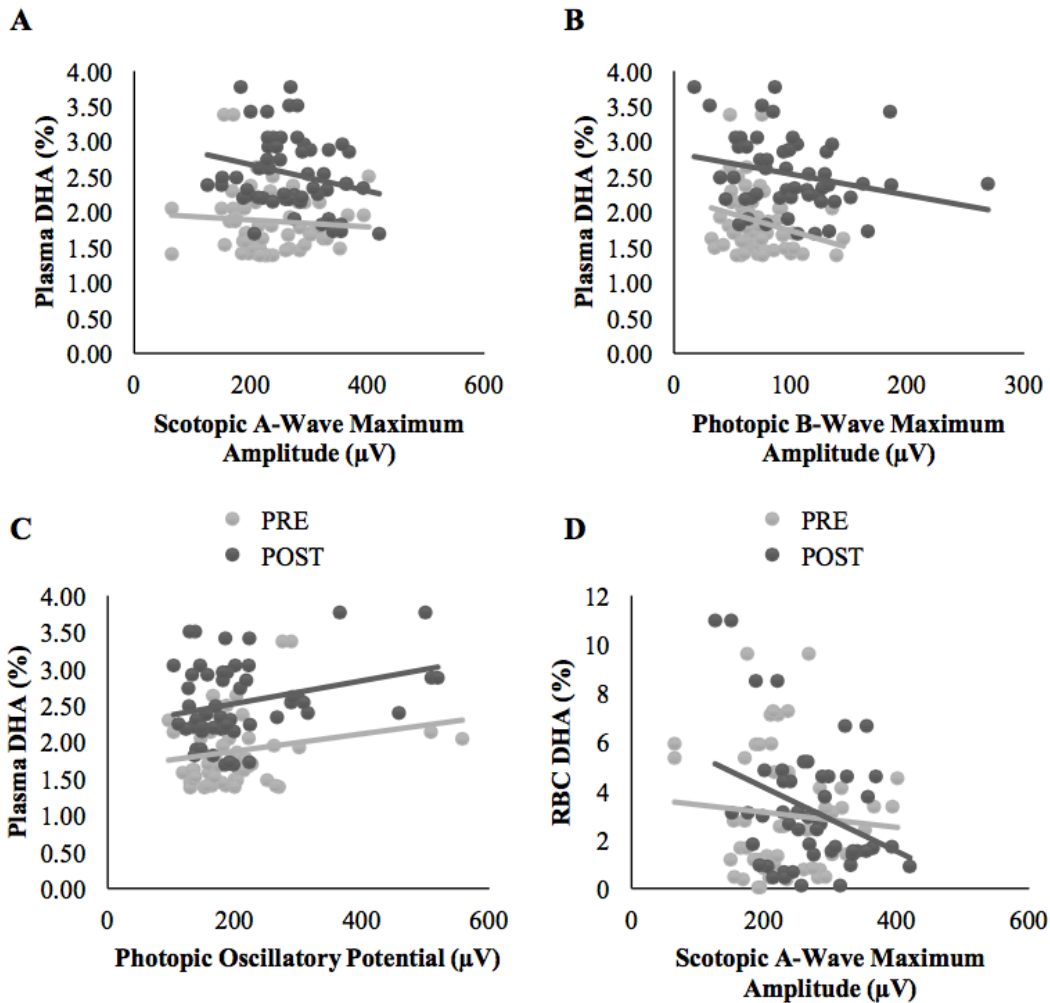 A
B
4.00
3.50
3.00
2.50
2.00
1.50
1.00
0.50
0.00
Plasma DHA (%)
0
200
400
600
Scotopic A-Wave Maximum
Amplitude (µV)
4.00
3.50
3.00
2.50
2.00
1.50
1.00
0.50
0.00
Plasma DHA (%)
0
100
200
300
Photopic B-Wave Maximum
Amplitude (µV)
C
PRE
POST
D
PRE
POST
4.00
3.50
3.00
2.50
2.00
1.50
1.00
0.50
0.00
Plasma DHA (%)
0
200
400
600
Photopic Oscillatory Potential (µV)
12
10
8
6
4
2
0
RBC DHA (%)
0
200
400
600
Scotopic A-Wave Maximum
Amplitude (µV)